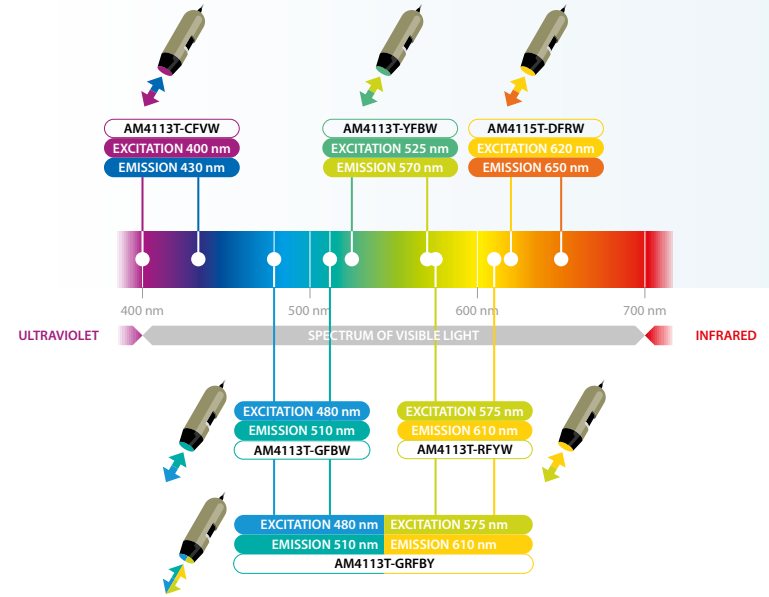 AM4113T-CFVW
EXCITATION 400 nm
EMISSION 430 nm
AM4113T-YFBW
EXCITATION 525 nm
EMISSION 570 nm
AM4115T-DFRW
EXCITATION 620 nm
EMISSION 650 nm
400 nm
500 nm
600 nm
700 nm
ULTRAVIOLET
SPECTRUM OF VISIBLE LIGHT
INFRARED
EXCITATION 480 nm
EMISSION 510 nm
AM4113T-GFBW
EXCITATION 575 nm
EMISSION 610 nm
AM4113T-RFYW
EXCITATION 480 nm EXCITATION 575 nm
EMISSION 510 nm EMISSION 610 nm
AM4113T-GRFBY